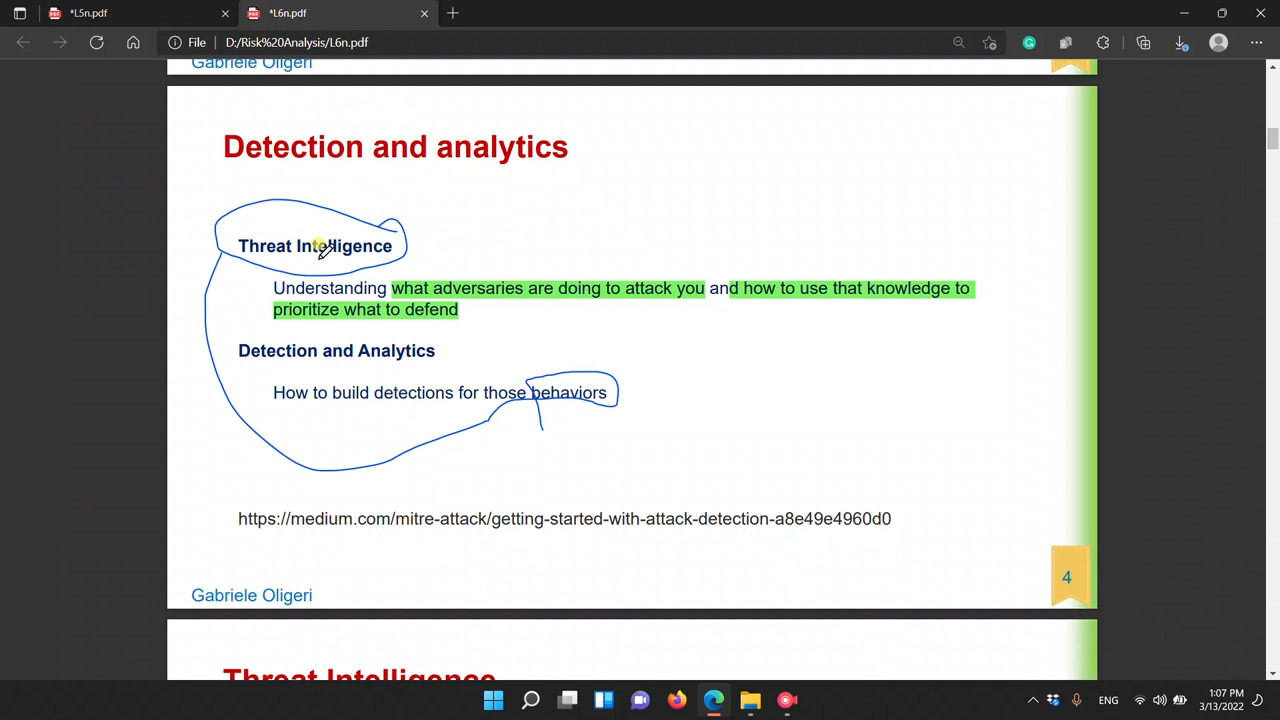 *L5n.pdf
*L6n.pdf
File
D:/Risk%20Analysis/L6n.pdf
Gabriele Oligeri
Detection and analytics
Threat Intelligence
Understanding what adversaries are doing to attack you and how to use that knowledge to
prioritize what to defend
Detection and Analytics
How to build detections for those behaviors
https://medium.com/mitre-attack/getting-started-with-attack-detection-a8e49e4960d0
4
Gabriele Oligeri
Threat Intelligence
ENG
1:07 PM
3/13/2022